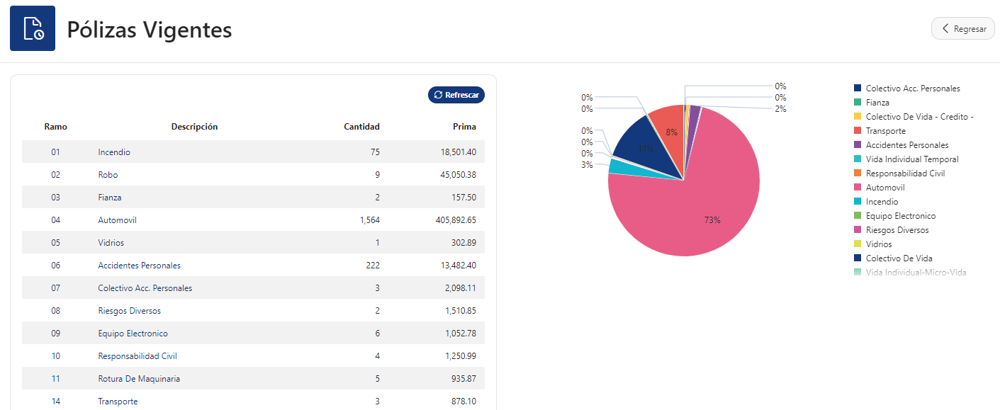 Pólizas Vigentes
Regresar
Refrescar
Ramo Descripción Cantidad Prima
01 Incendio 75 18,501.40
02 Robo 9 45,050.38
03 Fianza 2 157.50
04 Automovil 1,564 405,892.65
05 Vidrios 1 302.89
06 Accidentes Personales 222 13,482.40
07 Colectivo Acc. Personales 3 2,098.11
08 Riesgos Diversos 2 1,510.85
09 Equipo Electronico 6 1,052.78
10 Responsabilidad Civil 4 1,250.99
11 Rotura De Maquinaria 5 935.87
14 Transporte 3 878.10
0%
0%
2%
0%
0%
0%
0%
0%
3%
8%
11%
73%
Colectivo Acc. Personales
Fianza
Colectivo De Vida - Credito -
Transporte
Accidentes Personales
Vida Individual Temporal
Responsabilidad Civil
Automovil
Incendio
Equipo Electronico
Riesgos Diversos
Vidrios
Colectivo De Vida
Vida Individual-Micro-Vida